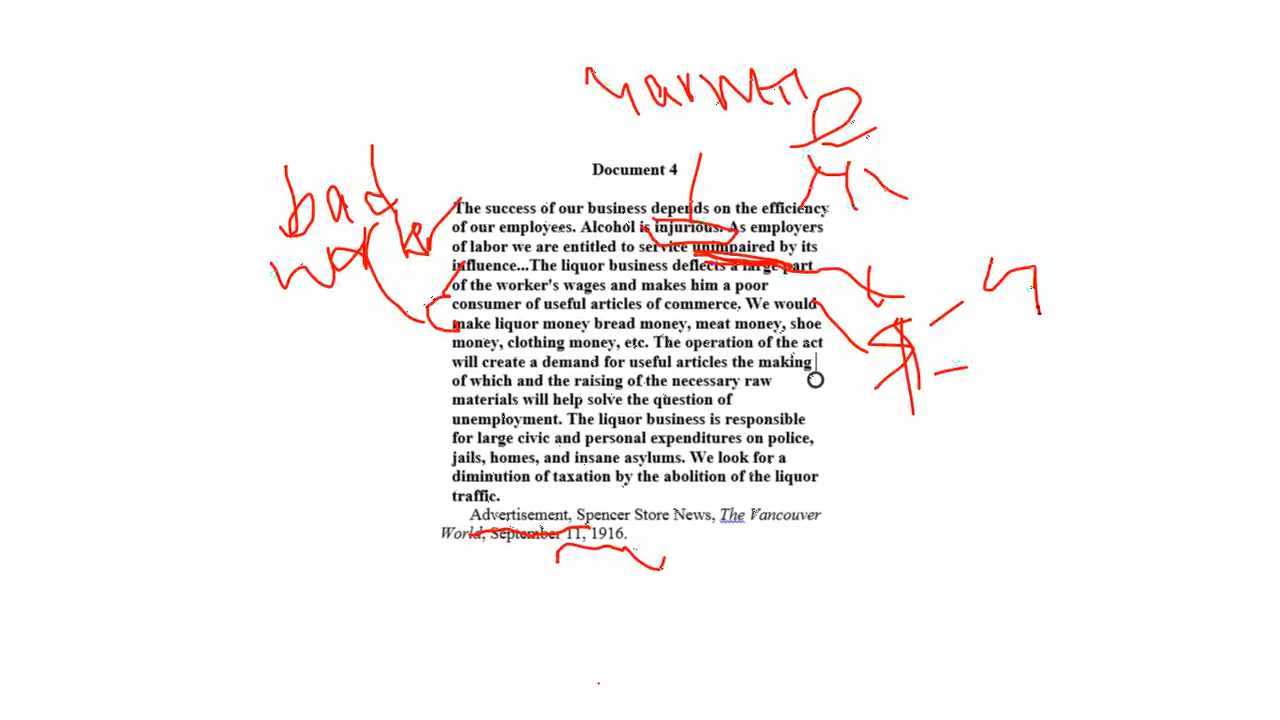 Document 4
The success of our business depends on the efficiency
of our employees. Alcohol is injurious. As employers
of labor we are entitled to service unimpaired by its
influence...The liquor business deflects a large part
of the worker's wages and makes him a poor
consumer of useful articles of commerce. We would
make liquor money bread money, meat money, shoe
money, clothing money, etc. The operation of the act
will create a demand for useful articles the making
of which and the raising of the necessary raw
materials will help solve the question of
unemployment. The liquor business is responsible
for large civic and personal expenditures on police,
jails, homes, and insane asylums. We look for a
diminution of taxation by the abolition of the liquor
traffic.
Advertisement, Spencer Store News, The Vancouver
World, September 11, 1916.
bad
worker
$